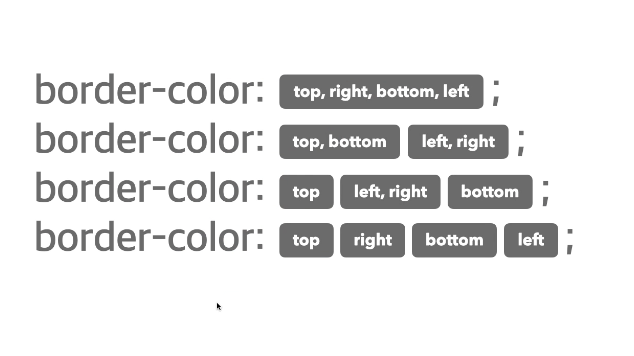 border-color: top, right, bottom, left ;
border-color: top, bottom left, right ;
border-color: top left, right bottom ;
border-color: top right bottom left ;